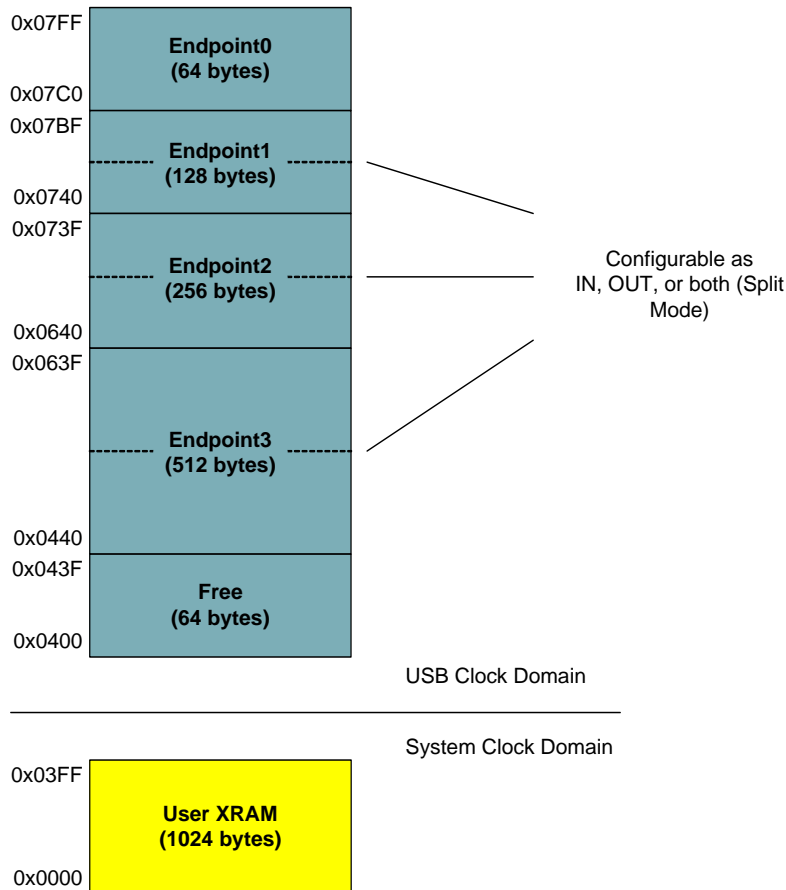 0x07FF
Endpoint0
(64 bytes)
0x07C0
0x07BF
Endpoint1
(128 bytes)
0x0740
0x073F
Endpoint2
(256 bytes)
Configurable as
IN, OUT, or both (Split
Mode)
0x0640
0x063F
Endpoint3
(512 bytes)
0x0440
0x043F
Free
(64 bytes)
0x0400
USB Clock Domain
System Clock Domain
0x03FF
User XRAM
(1024 bytes)
0x0000